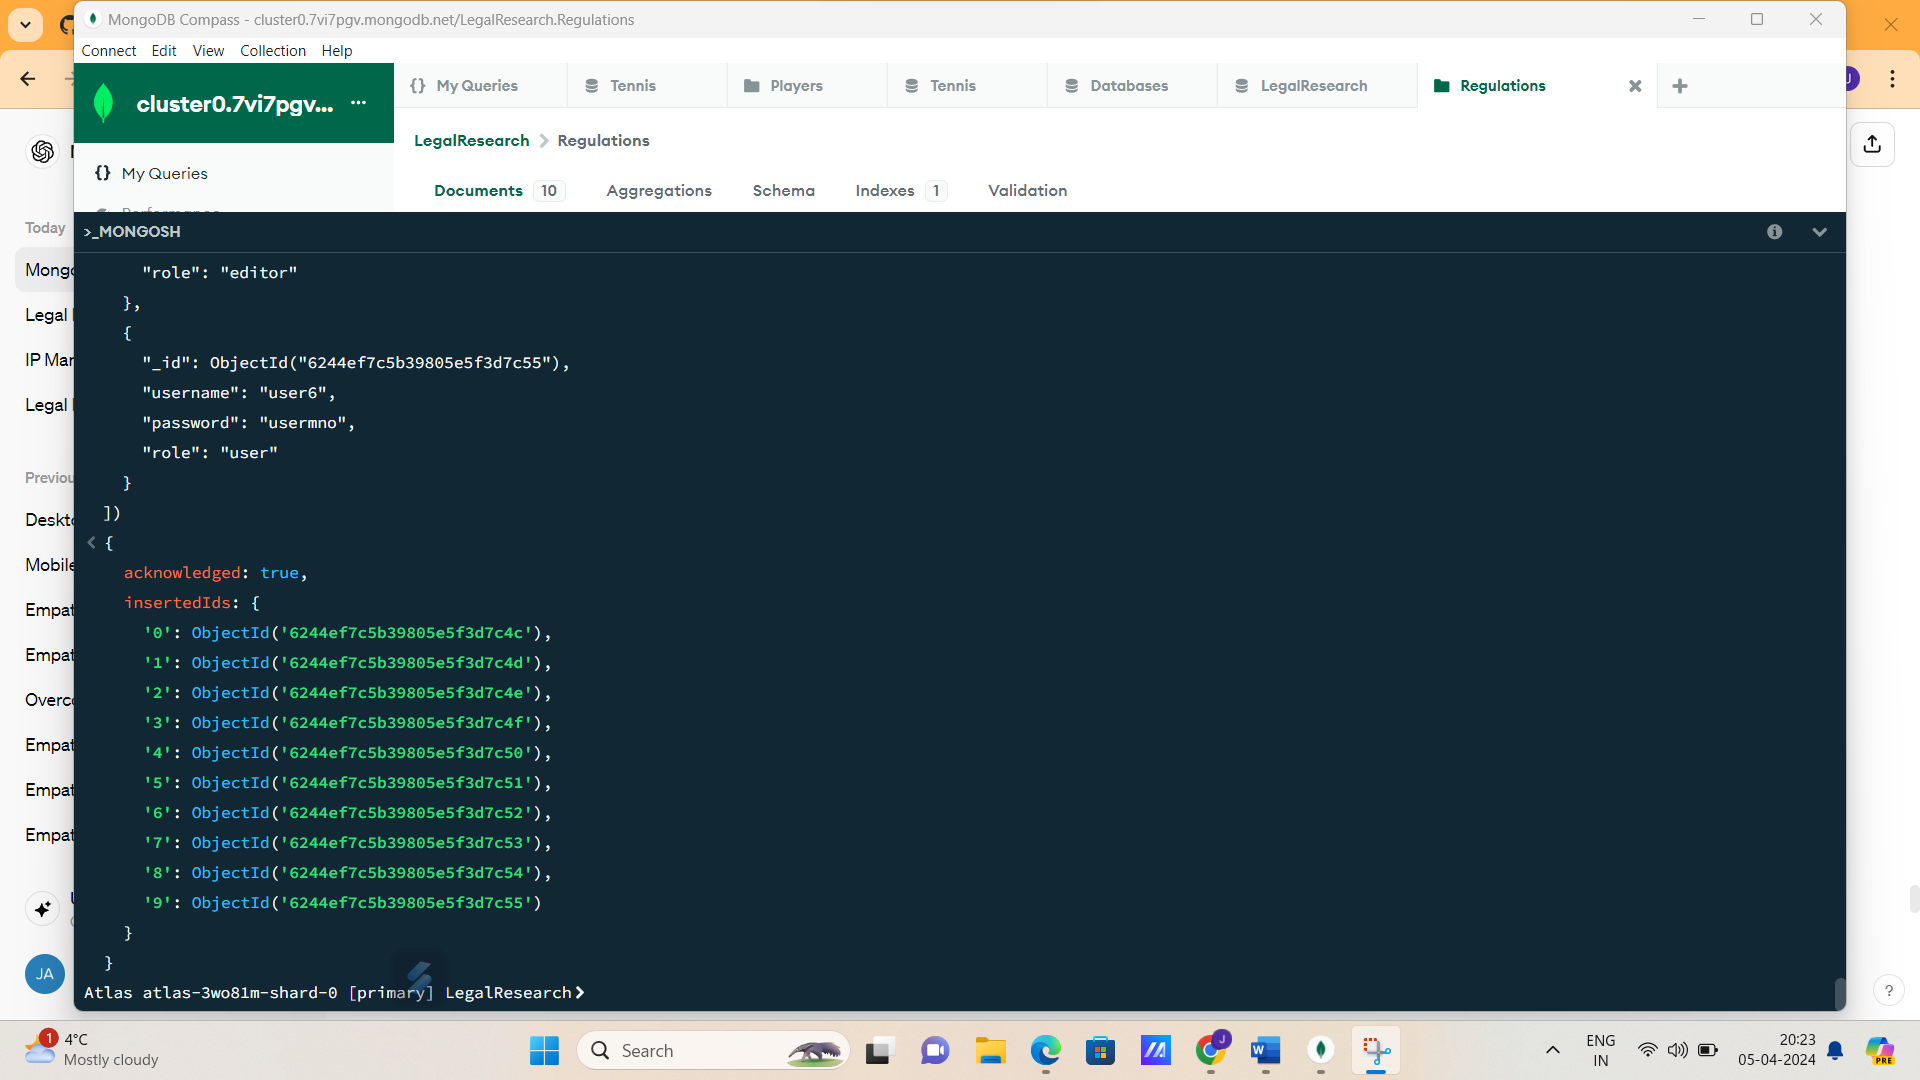 MongoDB Compass - cluster0.7vi7pgv.mongodb.net/LegalResearch.Regulations
Connect Edit View Collection Help
cluster0.7vi7pgv... ...
{} My Queries
Tennis
Players
Tennis
Databases
LegalResearch
Regulations
LegalResearch > Regulations
{} My Queries
Performance
Documents 10 Aggregations Schema Indexes 1 Validation
>_MONGOSH
"role": "editor"
},
{
"_id": ObjectId("6244ef7c5b39805e5f3d7c55"),
"username": "user6",
"password": "usermno",
"role": "user"
}
])
< {
acknowledged: true,
insertedIds: {
'0': ObjectId('6244ef7c5b39805e5f3d7c4c'),
'1': ObjectId('6244ef7c5b39805e5f3d7c4d'),
'2': ObjectId('6244ef7c5b39805e5f3d7c4e'),
'3': ObjectId('6244ef7c5b39805e5f3d7c4f'),
'4': ObjectId('6244ef7c5b39805e5f3d7c50'),
'5': ObjectId('6244ef7c5b39805e5f3d7c51'),
'6': ObjectId('6244ef7c5b39805e5f3d7c52'),
'7': ObjectId('6244ef7c5b39805e5f3d7c53'),
'8': ObjectId('6244ef7c5b39805e5f3d7c54'),
'9': ObjectId('6244ef7c5b39805e5f3d7c55')
}
}
Atlas atlas-3wo81m-shard-0 [primary] LegalResearch>
Today
Mongo
Legal
IP Mar
Legal
Previou
Deskto
Mobile
Empat
Empat
Overco
Empat
Empat
Empat
JA
J
?
1
4°C
Mostly cloudy
Search
J
W
ENG
IN
20:23
05-04-2024
PRE